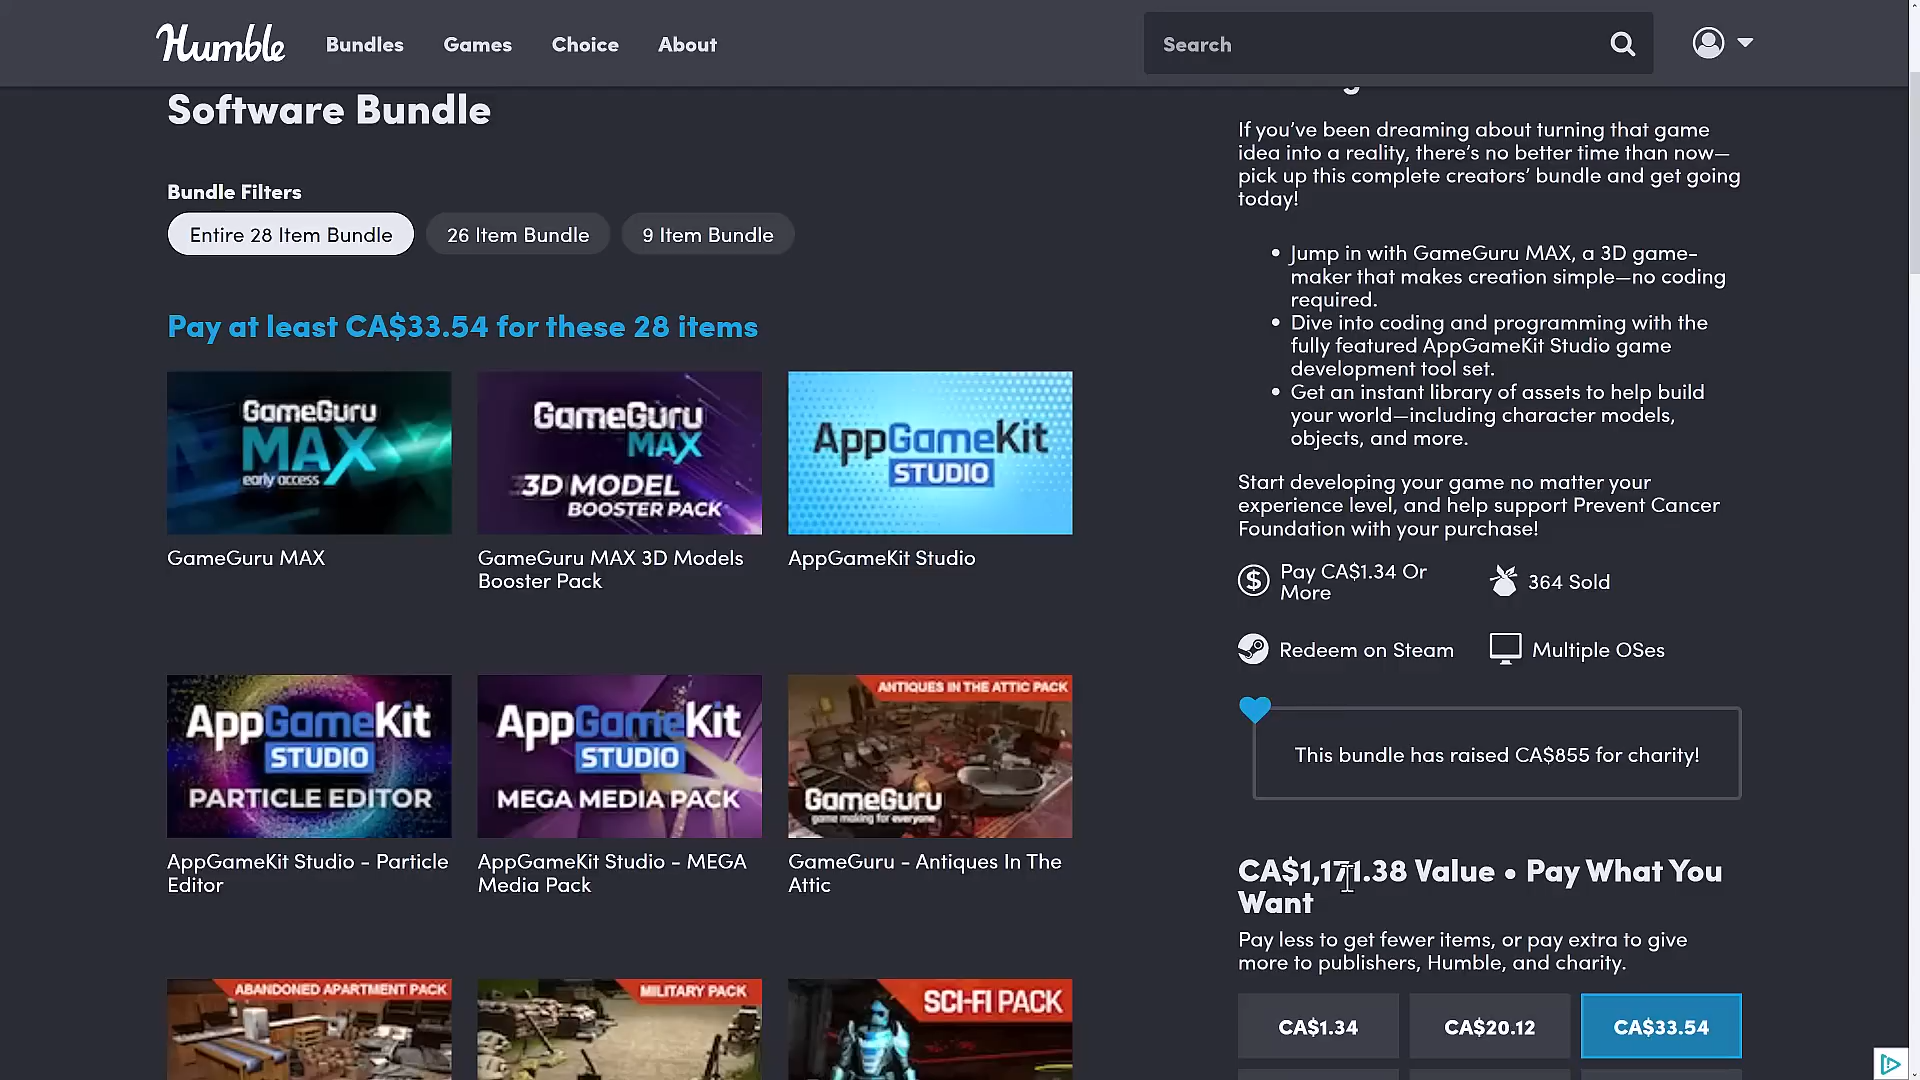 Humble
Bundles
Games
Choice
About
Search
Software Bundle
Bundle Filters
Entire 28 Item Bundle
26 Item Bundle
9 Item Bundle
Pay at least CA$33.54 for these 28 items
GameGuru
MAX
early access
GameGuru MAX
GameGuru
MAX
3D MODEL
BOOSTER PACK
GameGuru MAX 3D Models
Booster Pack
AppGameKit
STUDIO
AppGameKit Studio
AppGameKit
STUDIO
PARTICLE EDITOR
AppGameKit Studio - Particle
Editor
AppGameKit
STUDIO
MEGA MEDIA PACK
AppGameKit Studio - MEGA
Media Pack
ANTIQUES IN THE ATTIC PACK
GameGuru
game making for everyone
GameGuru - Antiques In The
Attic
ABANDONED APARTMENT PACK
MILITARY PACK
SCI-FI PACK
If you've been dreaming about turning that game
idea into a reality, there's no better time than now—
pick up this complete creators' bundle and get going
today!
Jump in with GameGuru MAX, a 3D game-
maker that makes creation simple—no coding
required.
Dive into coding and programming with the
fully featured AppGameKit Studio game
development tool set.
Get an instant library of assets to help build
your world—including character models,
objects, and more.
Start developing your game no matter your
experience level, and help support Prevent Cancer
Foundation with your purchase!
Pay CA$1.34 Or
More
364 Sold
Redeem on Steam
Multiple OSes
This bundle has raised CA$855 for charity!
CA$1,171.38 Value • Pay What You
Want
Pay less to get fewer items, or pay extra to give
more to publishers, Humble, and charity.
CA$1.34
CA$20.12
CA$33.54